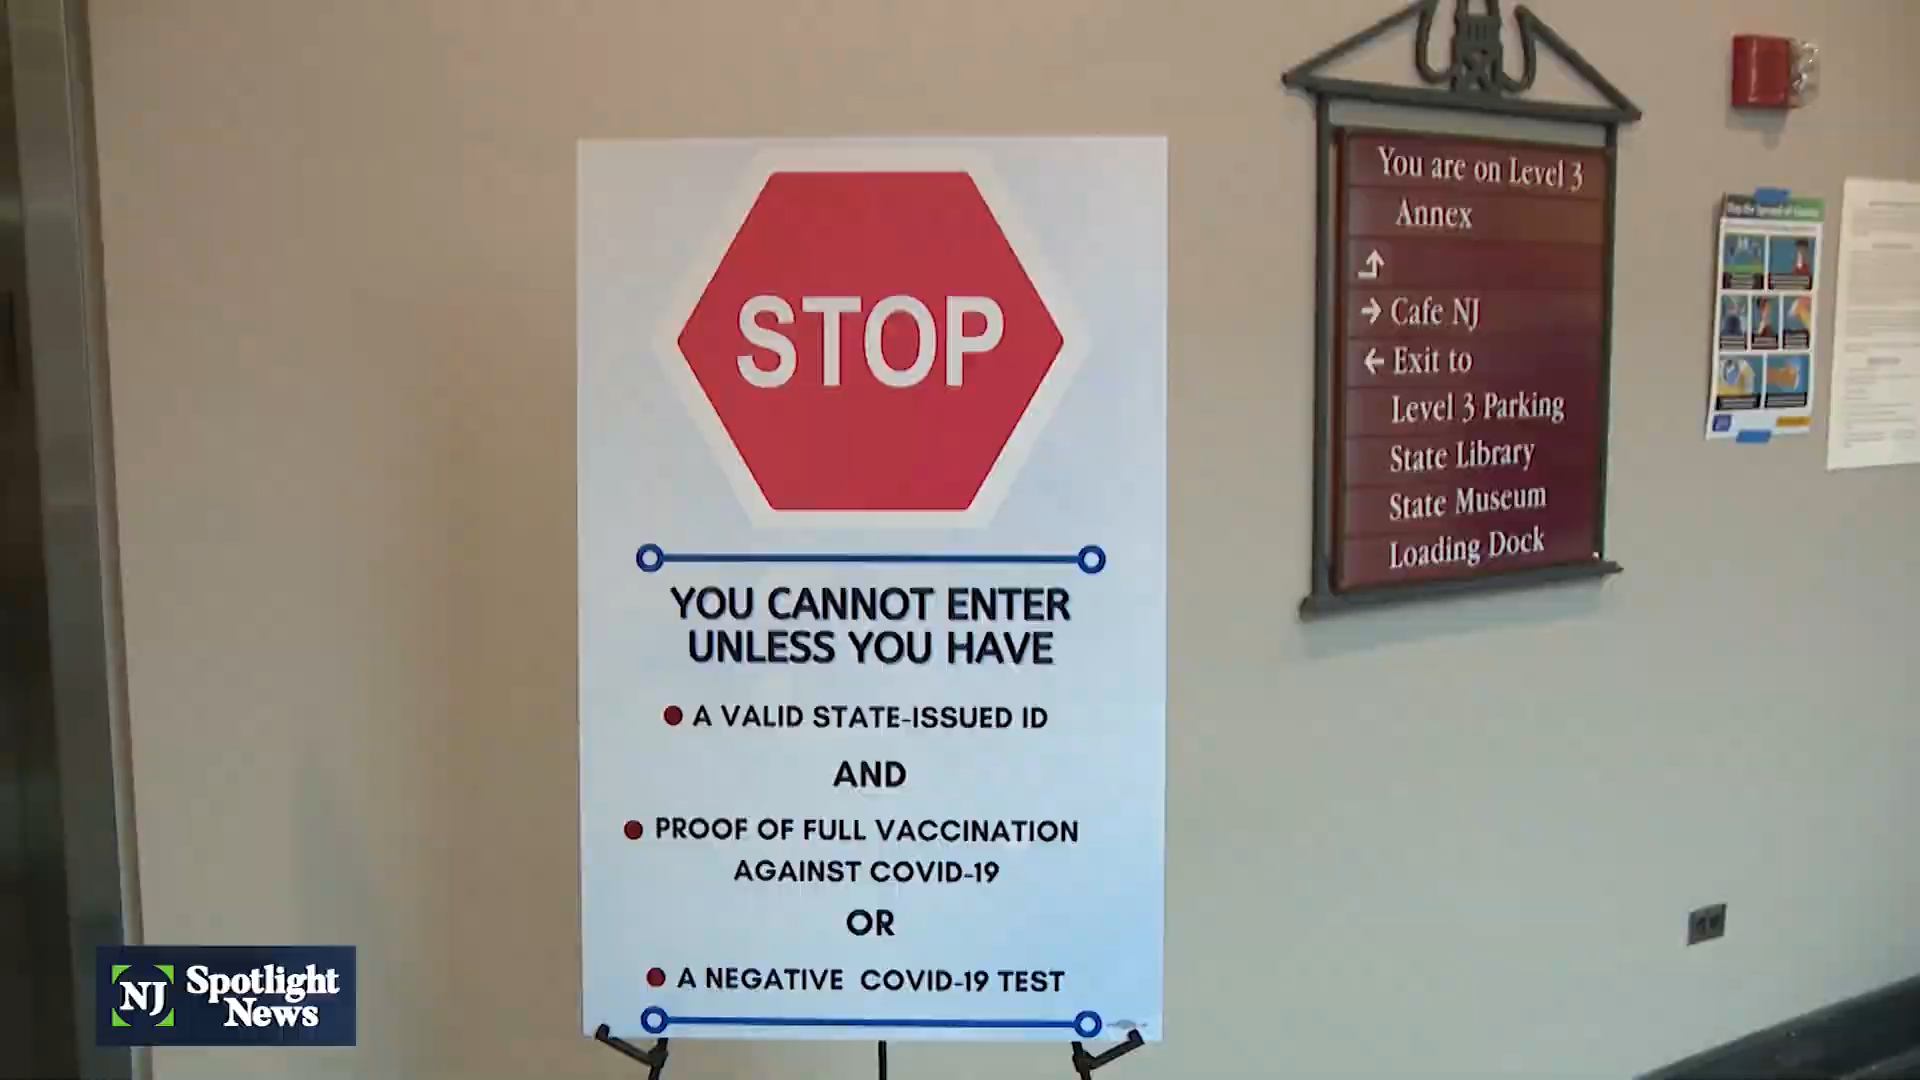 STOP
YOU CANNOT ENTER
UNLESS YOU HAVE
A VALID STATE-ISSUED ID
AND
PROOF OF FULL VACCINATION
AGAINST COVID-19
OR
A NEGATIVE COVID-19 TEST
You are on Level 3
Annex
Cafe NJ
Exit to
Level 3 Parking
State Library
State Museum
Loading Dock
NJ Spotlight
News